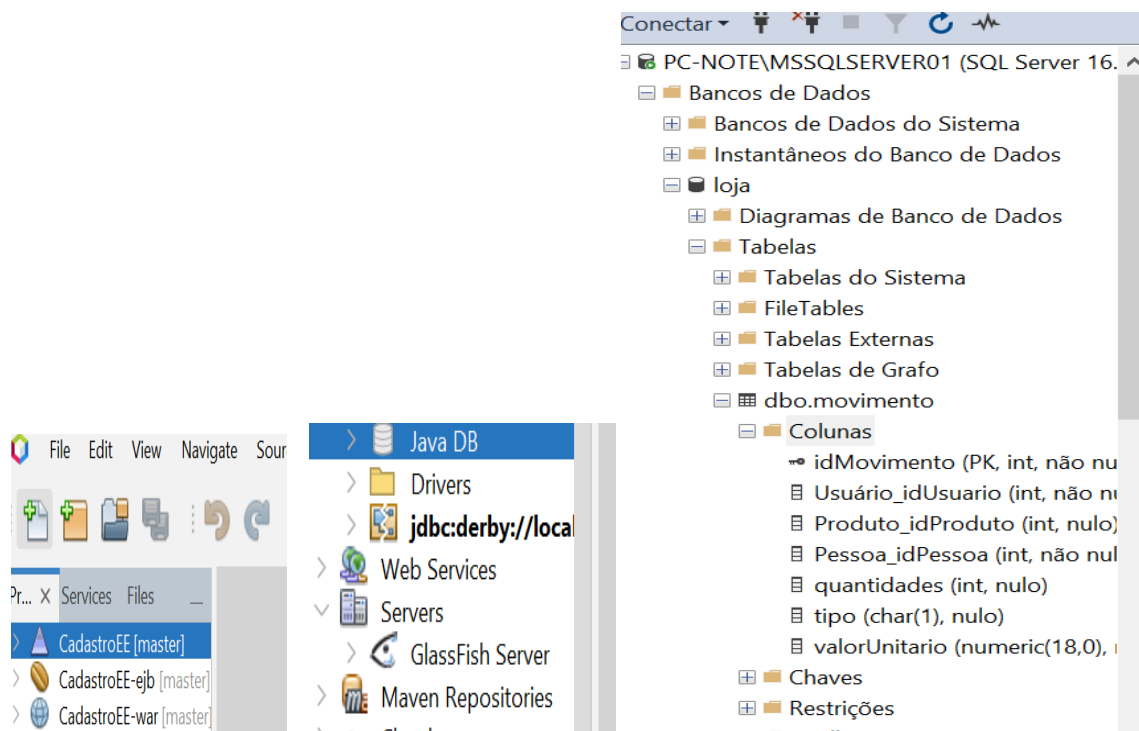 File Edit View Navigate Sour
Pr... X Services Files
CadastroEE [master]
CadastroEE-ejb [master]
CadastroEE-war [master]
Java DB
Drivers
jdbc:derby://local
Web Services
Servers
GlassFish Server
Maven Repositories
Conectar
PC-NOTE\MSSQLSERVER01 (SQL Server 16.
Bancos de Dados
Bancos de Dados do Sistema
Instantâneos do Banco de Dados
loja
Diagramas de Banco de Dados
Tabelas
Tabelas do Sistema
FileTables
Tabelas Externas
Tabelas de Grafo
dbo.movimento
Colunas
idMovimento (PK, int, não nu
Usuário_idUsuario (int, não nu
Produto_idProduto (int, nulo)
Pessoa_idPessoa (int, não nul
quantidades (int, nulo)
tipo (char(1), nulo)
valorUnitario (numeric(18,0),
Chaves
Restrições